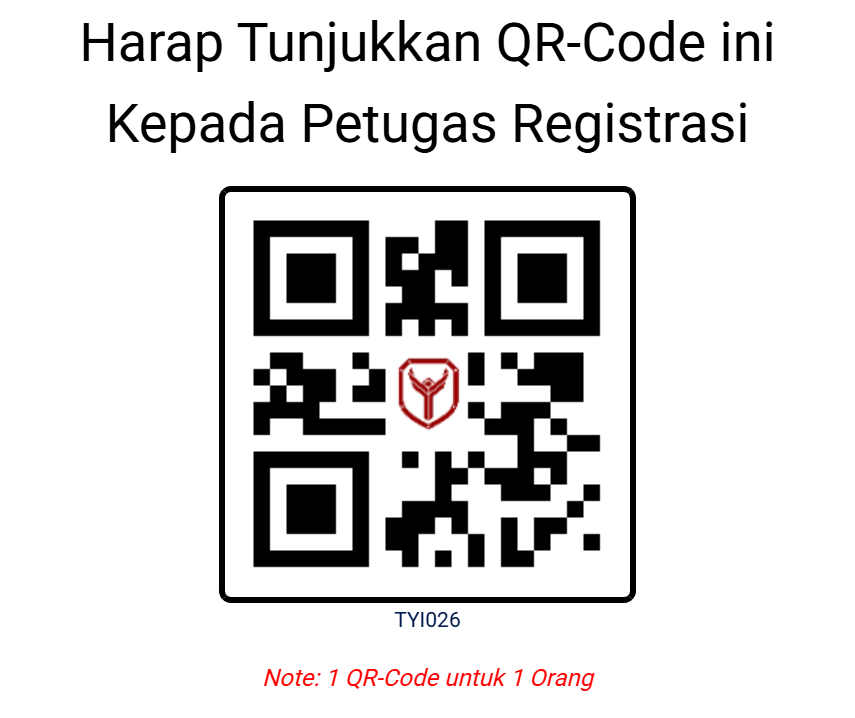 Harap Tunjukkan QR-Code ini
Kepada Petugas Registrasi
TYI026
Note: 1 QR-Code untuk 1 Orang